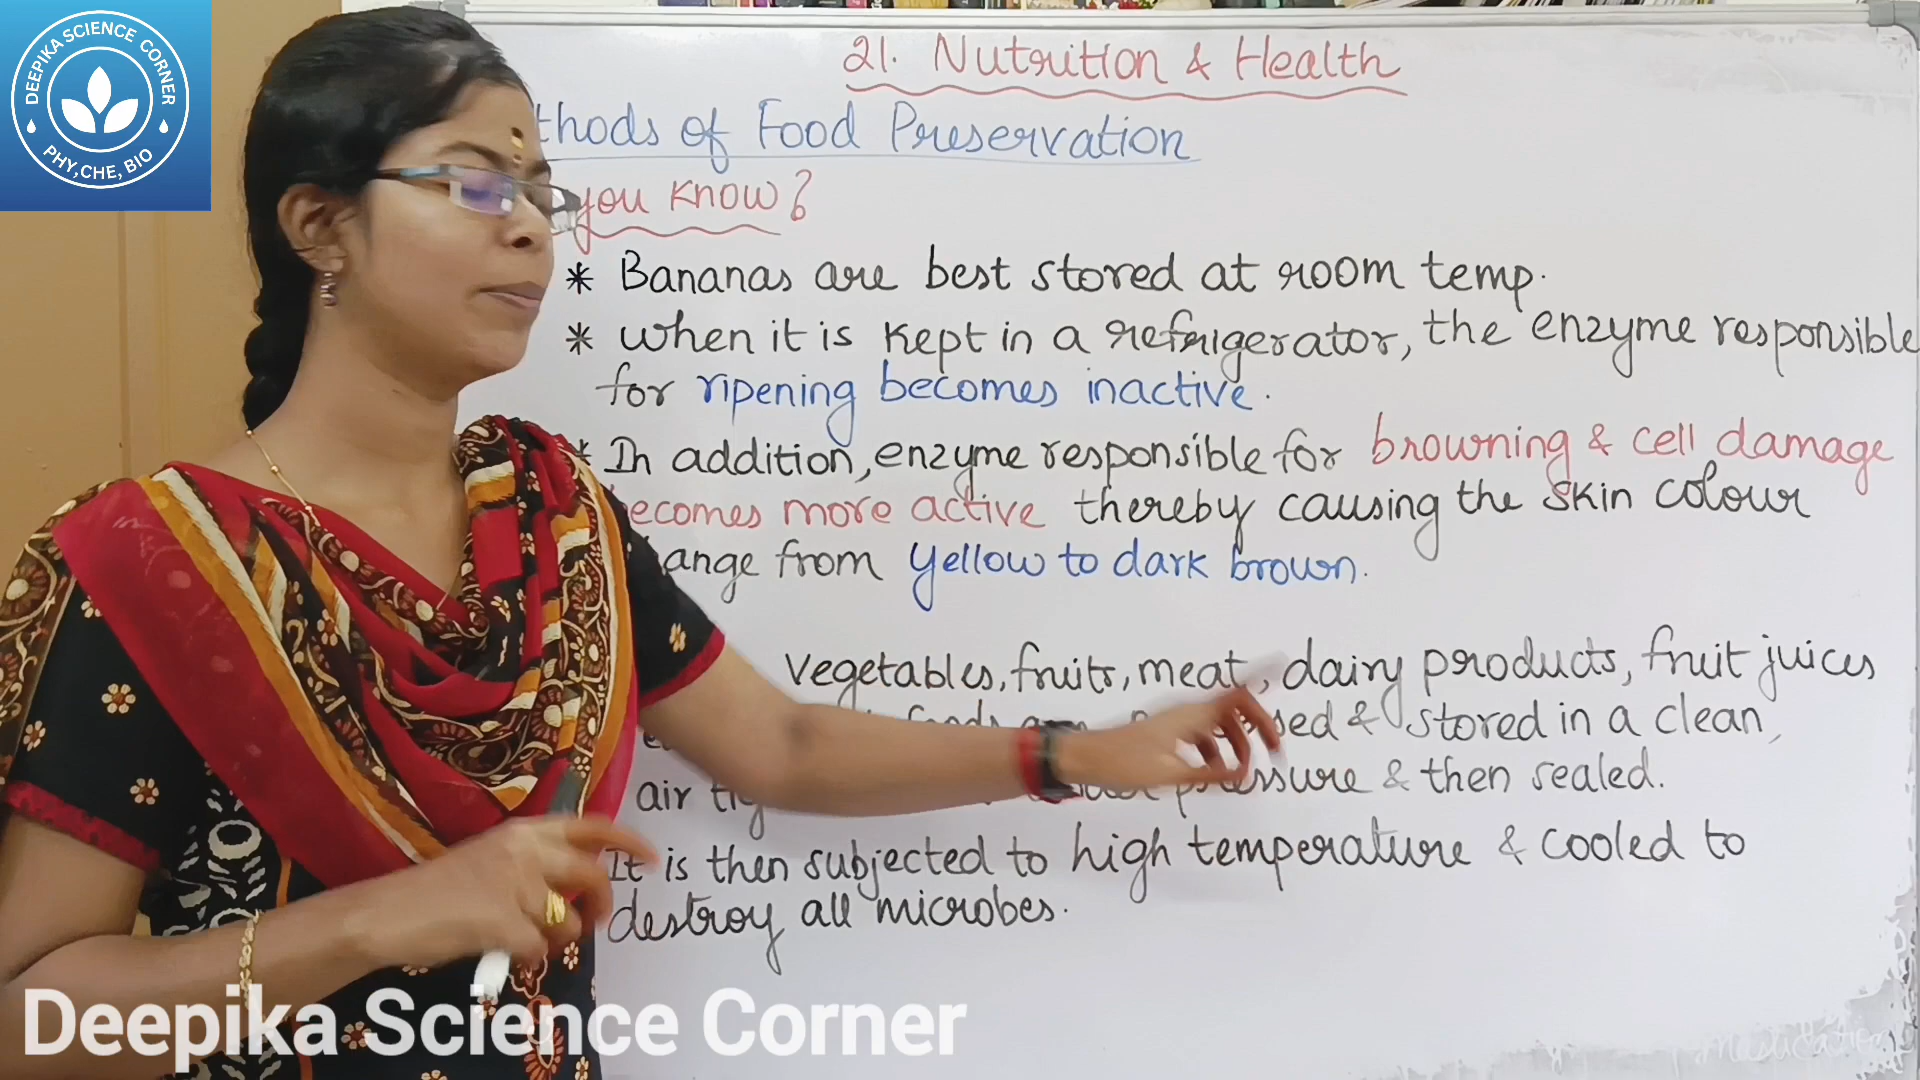 DEEPIKA SCIENCE CORNER
PHY,CHE, BIO
21. Nutrition & Health
thods of Food Preservation
you know?
* Bananas are best stored at room temp.
* when it is kept in a refrigerator, the enzyme responsible
for ripening becomes inactive.
* In addition, enzyme responsible for browning & cell damage
ecomes more active thereby causing the skin colour
ange from yellow to dark brown.
Vegetables, fruits, meat, dairy products, fruit juices
sed & stored in a clean,
air pressure & then sealed.
It is then subjected to high temperature & cooled to
destroy all microbes.
Deepika Science Corner